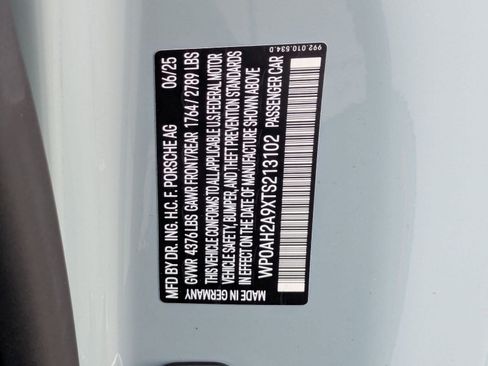 992.010.534.D
MFD BY DR. ING. H.C. F. PORSCHE AG 06/25
GVWR 4376 LBS GAWR FRONT/REAR 1764/2789 LBS
THIS VEHICLE CONFORMS TO ALL APPLICABLE U.S. FEDERAL MOTOR
VEHICLE SAFETY, BUMPER, AND THEFT PREVENTION STANDARDS
IN EFFECT ON THE DATE OF MANUFACTURE SHOWN ABOVE
WP0AH2A9XTS213102 PASSENGER CAR
MADE IN GERMANY